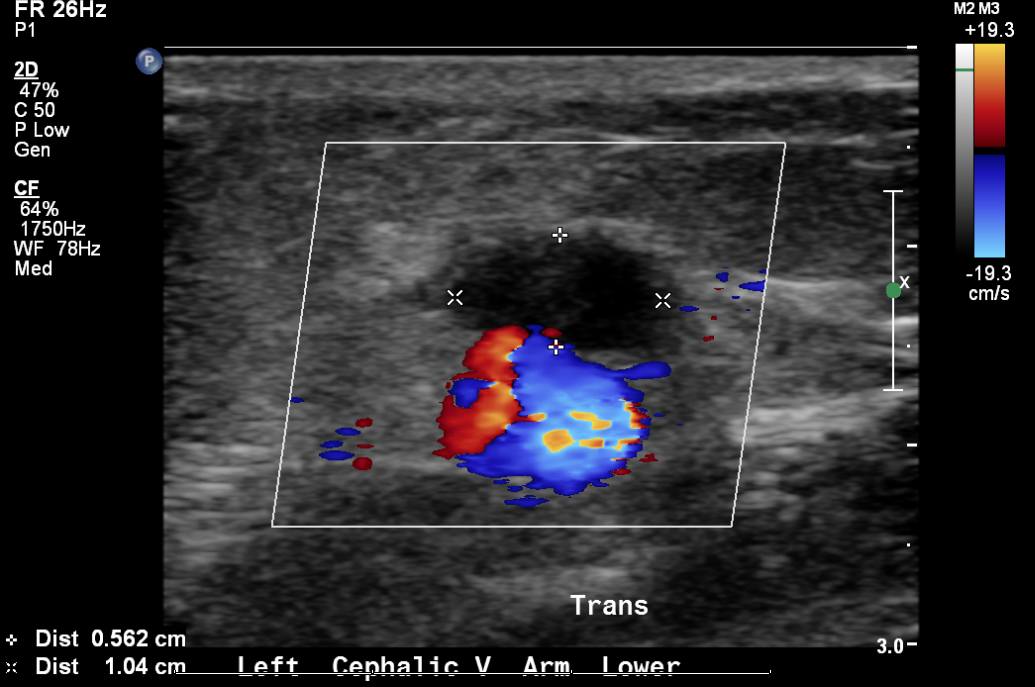 FR 26Hz
P1
2D
47%
C 50
P Low
Gen
CF
64%
1750Hz
WF 78Hz
Med
P
M2 M3
+19.3
-19.3
cm/s
x
Trans
3.0
Dist 0.562 cm
Dist 1.04 cm
Left Cephalic V Arm Lower